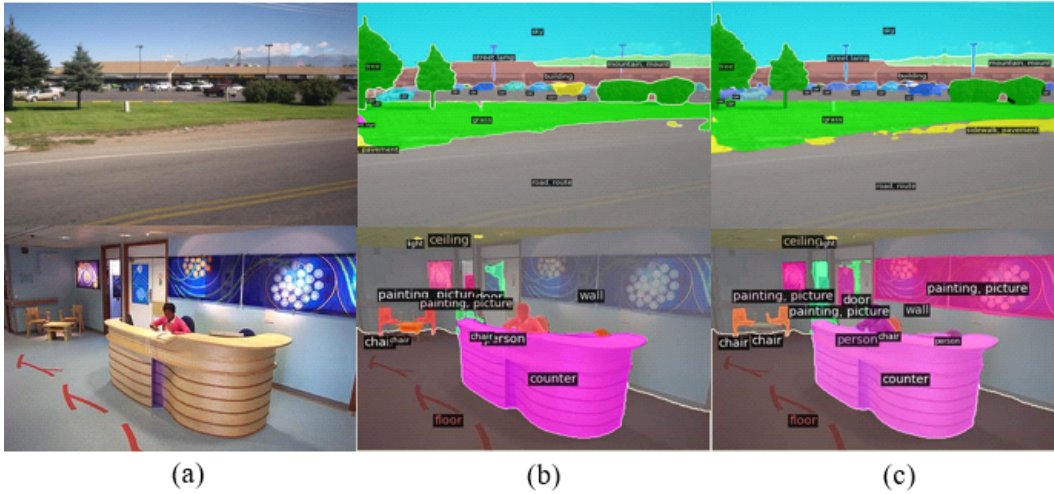 sky
street lamp
mountain, mount
tree
building
grass
, pavement
road, route
sky
street lamp
mountain, mount
tree
building
grass
sidewalk, pavement
road, route
light
ceiling
painting, picture
door
painting, picture
wall
chair
chair
chair
person
counter
floor
ceiling
light
painting, picture
painting, picture
door
painting, picture
wall
chair
chair
person
chair
person
counter
floor
(a)
(b)
(c)